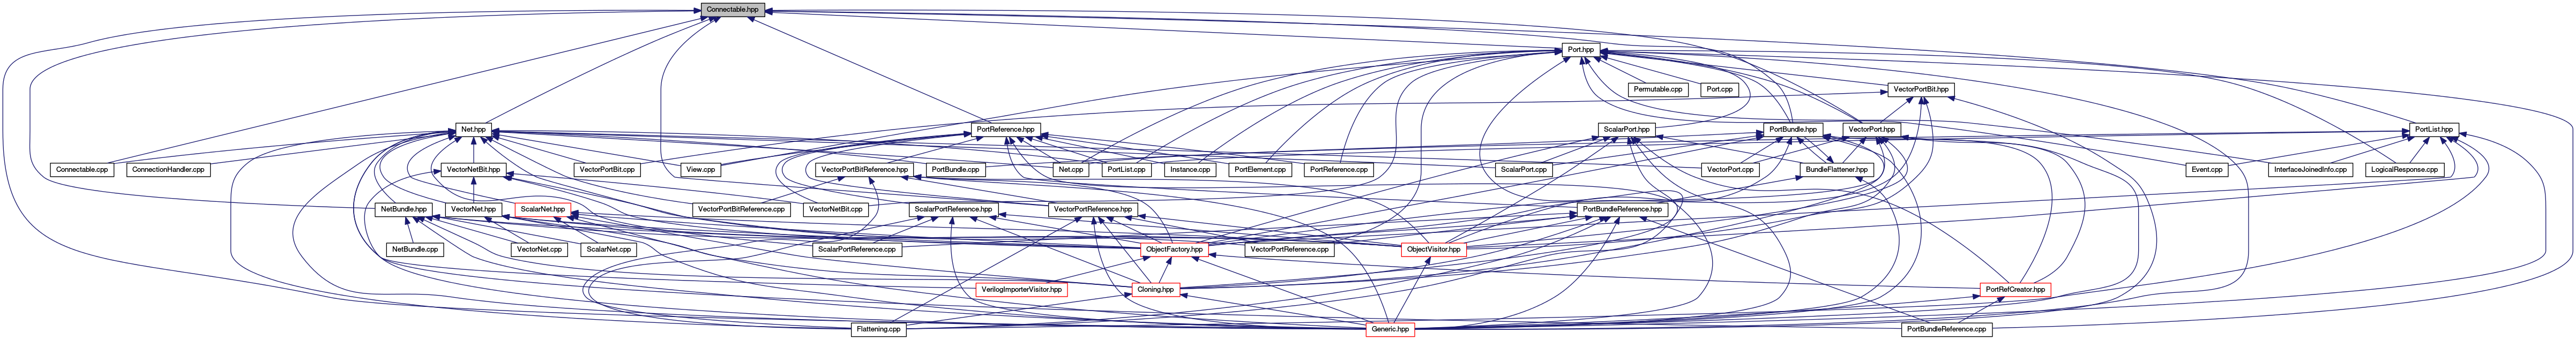 Connectable.hpp
Port.hpp
Permutable.cpp
Port.cpp
VectorPortBit.hpp
Net.hpp
PortReference.hpp
ScalarPort.hpp
PortBundle.hpp
VectorPort.hpp
PortList.hpp
Connectable.cpp
ConnectionHandler.cpp
VectorNetBit.hpp
VectorPortBit.cpp
View.cpp
VectorPortBitReference.hpp
PortBundle.cpp
Net.cpp
PortList.cpp
Instance.cpp
PortElement.cpp
PortReference.cpp
ScalarPort.cpp
VectorPort.cpp
BundleFlattener.hpp
Event.cpp
InterfaceJoinedInfo.cpp
LogicalResponse.cpp
NetBundle.hpp
VectorNet.hpp
ScalarNet.hpp
VectorPortBitReference.cpp
VectorNetBit.cpp
ScalarPortReference.hpp
VectorPortReference.hpp
PortBundleReference.hpp
NetBundle.cpp
VectorNet.cpp
ScalarNet.cpp
ScalarPortReference.cpp
ObjectFactory.hpp
VectorPortReference.cpp
ObjectVisitor.hpp
VerilogImporterVisitor.hpp
Cloning.hpp
PortRefCreator.hpp
Flattening.cpp
Generic.hpp
PortBundleReference.cpp